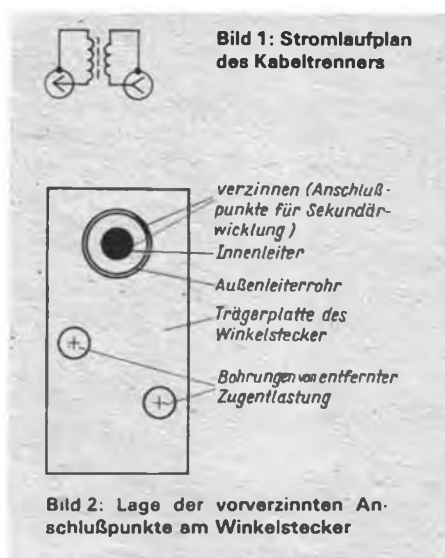 Bild 1: Stromlaufplan
des Kabeltrenners
verzinnen (Anschluß-
punkte für Sekundär-
wicklung)
Innenleiter
Außenleiterrohr
Trägerplatte des
Winkelstecker
Bohrungen von entfernter
Zugentlastung
Bild 2: Lage der vorverzinnten An-
schlußpunkte am Winkelstecker